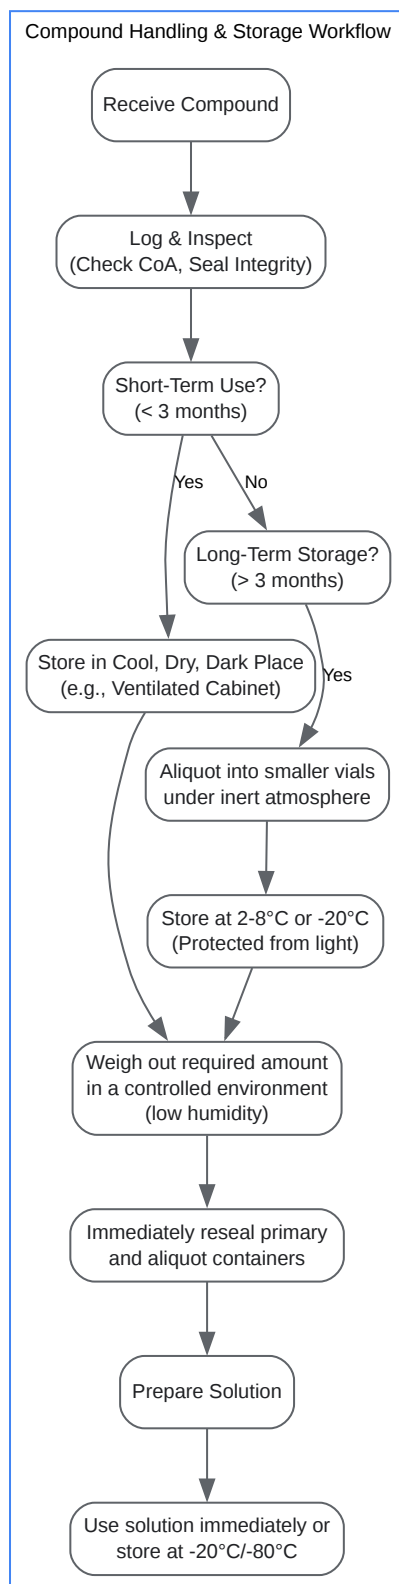 Compound Handling & Storage Workflow
Receive Compound
Log & Inspect
(Check CoA, Seal Integrity)
Short-Term Use?
(< 3 months)
Yes
No
Long-Term Storage?
(> 3 months)
Store in Cool, Dry, Dark Place
(e.g., Ventilated Cabinet)
Yes
Aliquot into smaller vials
under inert atmosphere
Store at 2-8°C or -20°C
(Protected from light)
Weigh out required amount
in a controlled environment
(low humidity)
Immediately reseal primary
and aliquot containers
Prepare Solution
Use solution immediately or
store at -20°C/-80°C